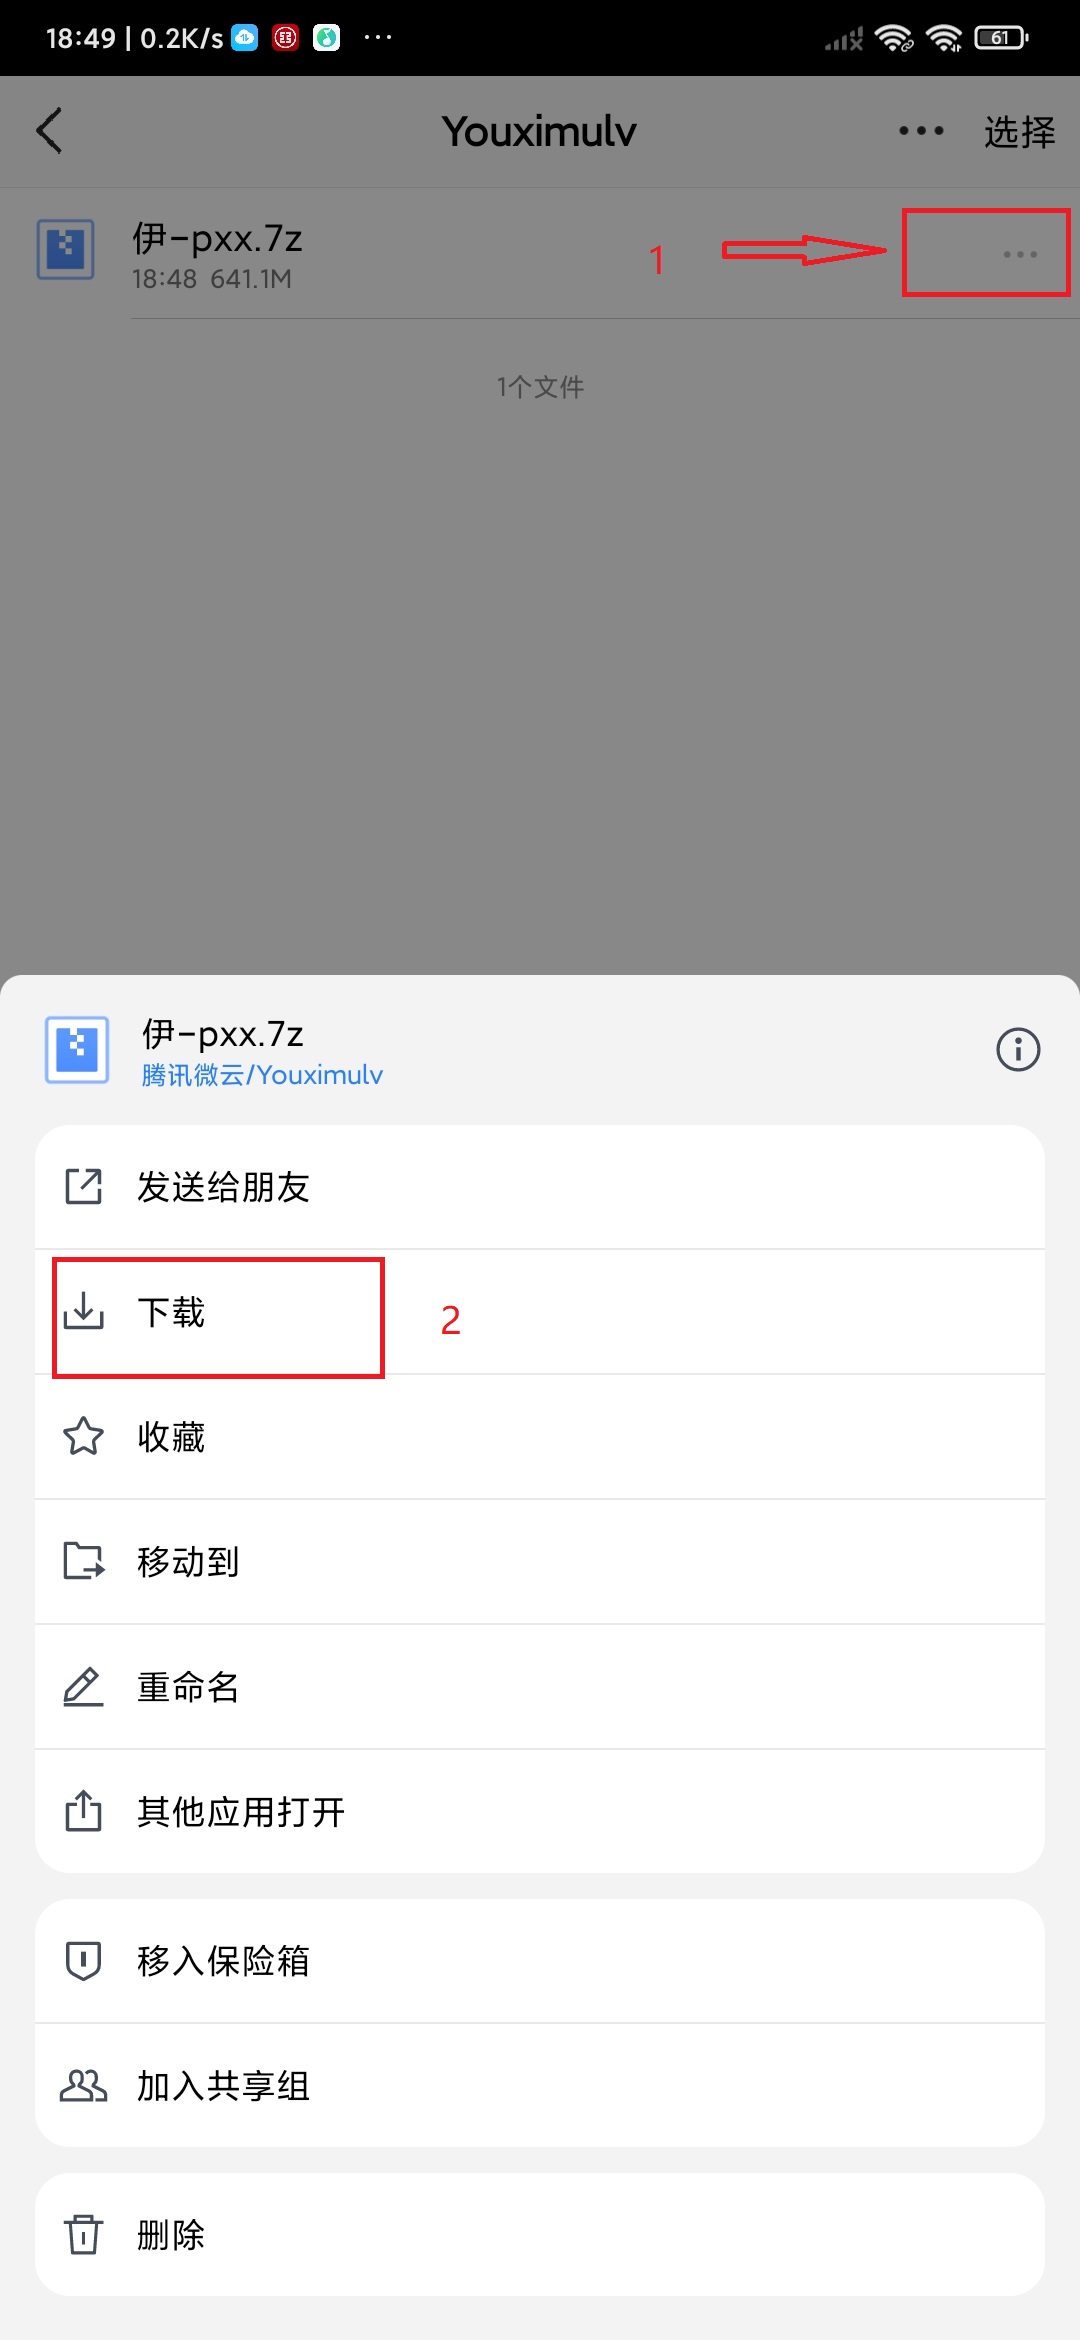 18:49 | 0.2K/s ... 61
Youximulv ... 选择
伊-pxx.7z
18:48 641.1M
1
...
1个文件
伊-pxx.7z
腾讯微云/Youximulv
发送给朋友
下载
2
收藏
移动到
重命名
其他应用打开
移入保险箱
加入共享组
删除